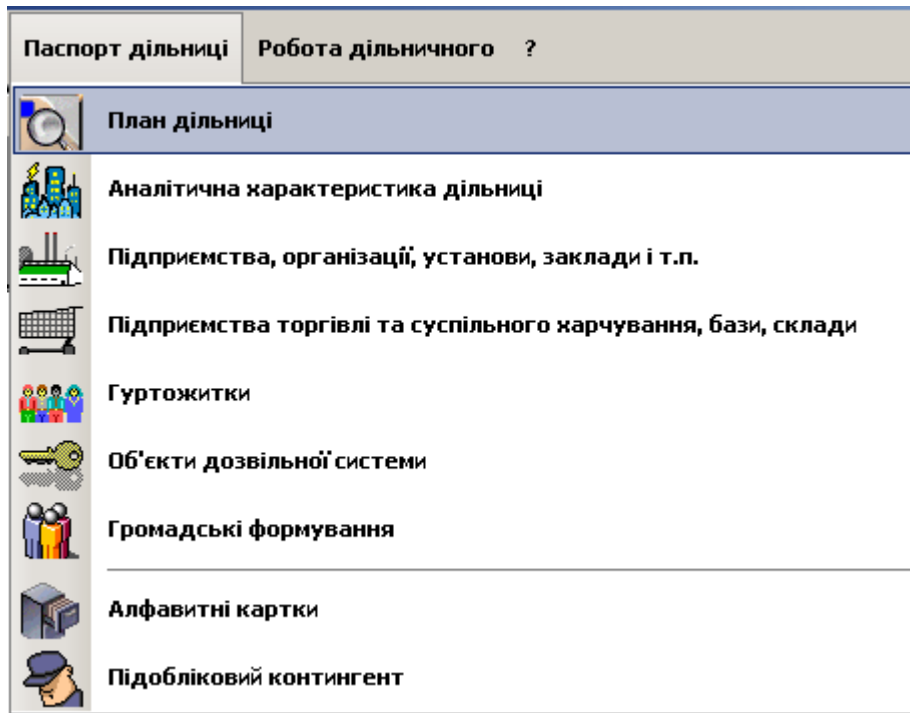 Паспорт дільниці Робота дільничного ?
План дільниці
Аналітична характеристика дільниці
Підприємства, організації, установи, заклади і т.п.
Підприємства торгівлі та суспільного харчування, бази, склади
Гуртожитки
Об'єкти дозвільної системи
Громадські формування
Алфавитні картки
Підобліковий контингент